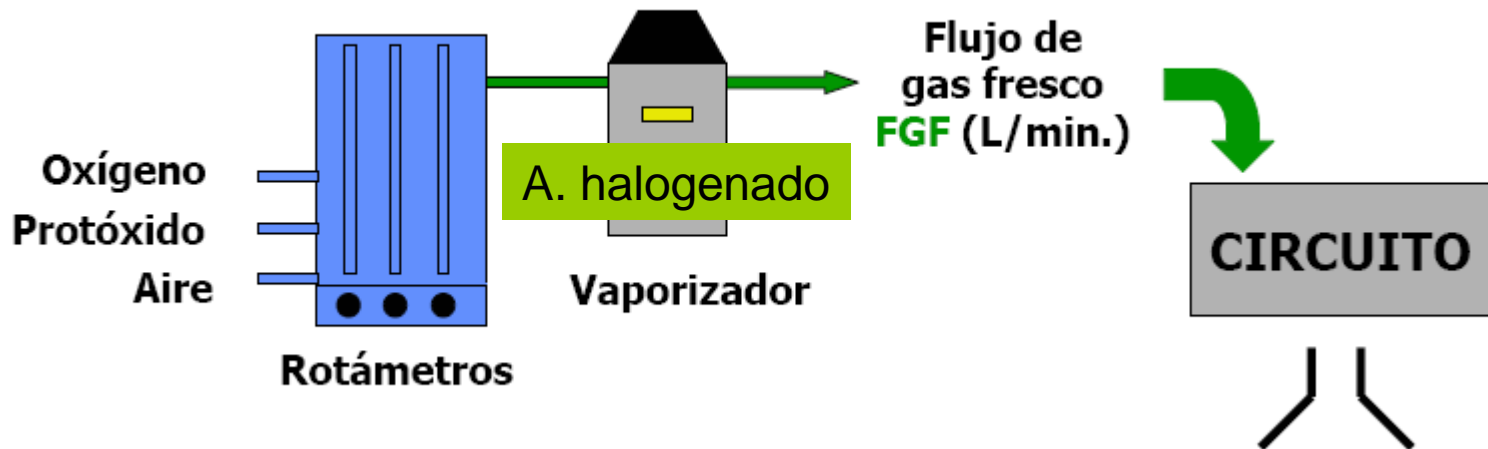 Oxígeno
Protóxido
Aire
Rotámetros
A. halogenado
Vaporizador
Flujo de
gas fresco
FGF (L/min.)
CIRCUITO